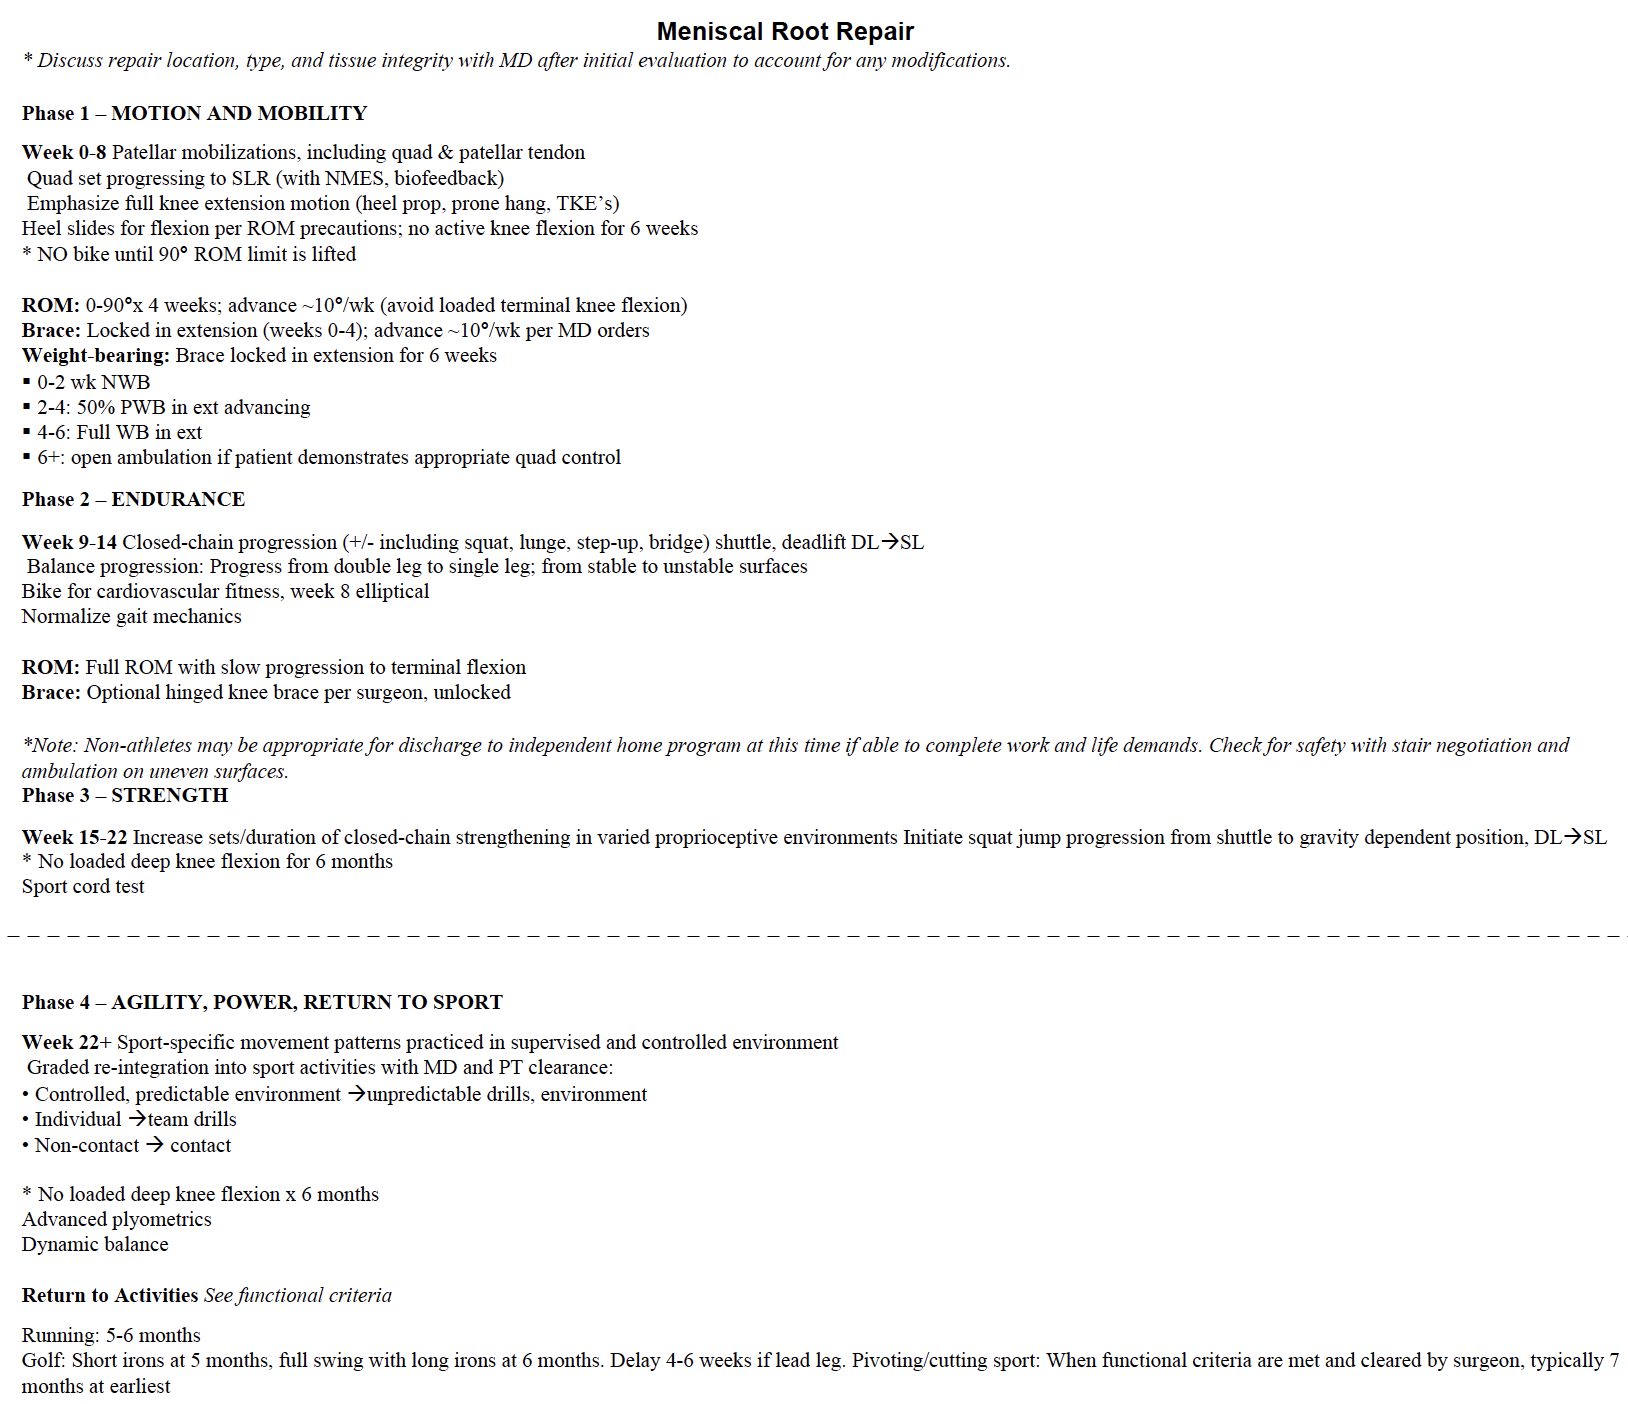 Meniscal Root Repair
* Discuss repair location, type, and tissue integrity with MD after initial evaluation to account for any modifications.
Phase 1 – MOTION AND MOBILITY
Week 0-8 Patellar mobilizations, including quad & patellar tendon
Quad set progressing to SLR (with NMES, biofeedback)
Emphasize full knee extension motion (heel prop, prone hang, TKE’s)
Heel slides for flexion per ROM precautions; no active knee flexion for 6 weeks
* NO bike until 90° ROM limit is lifted
ROM: 0-90°x 4 weeks; advance ~10°/wk (avoid loaded terminal knee flexion)
Brace: Locked in extension (weeks 0-4); advance ~10°/wk per MD orders
Weight-bearing: Brace locked in extension for 6 weeks
▪ 0-2 wk NWB
▪ 2-4: 50% PWB in ext advancing
▪ 4-6: Full WB in ext
▪ 6+: open ambulation if patient demonstrates appropriate quad control
Phase 2 – ENDURANCE
Week 9-14 Closed-chain progression (+/- including squat, lunge, step-up, bridge) shuttle, deadlift DL→SL
Balance progression: Progress from double leg to single leg; from stable to unstable surfaces
Bike for cardiovascular fitness, week 8 elliptical
Normalize gait mechanics
ROM: Full ROM with slow progression to terminal flexion
Brace: Optional hinged knee brace per surgeon, unlocked
*Note: Non-athletes may be appropriate for discharge to independent home program at this time if able to complete work and life demands. Check for safety with stair negotiation and
ambulation on uneven surfaces.
Phase 3 – STRENGTH
Week 15-22 Increase sets/duration of closed-chain strengthening in varied proprioceptive environments Initiate squat jump progression from shuttle to gravity dependent position, DL→SL
* No loaded deep knee flexion for 6 months
Sport cord test
Phase 4 – AGILITY, POWER, RETURN TO SPORT
Week 22+ Sport-specific movement patterns practiced in supervised and controlled environment
Graded re-integration into sport activities with MD and PT clearance:
• Controlled, predictable environment →unpredictable drills, environment
• Individual →team drills
• Non-contact → contact
* No loaded deep knee flexion x 6 months
Advanced plyometrics
Dynamic balance
Return to Activities See functional criteria
Running: 5-6 months
Golf: Short irons at 5 months, full swing with long irons at 6 months. Delay 4-6 weeks if lead leg. Pivoting/cutting sport: When functional criteria are met and cleared by surgeon, typically 7
months at earliest